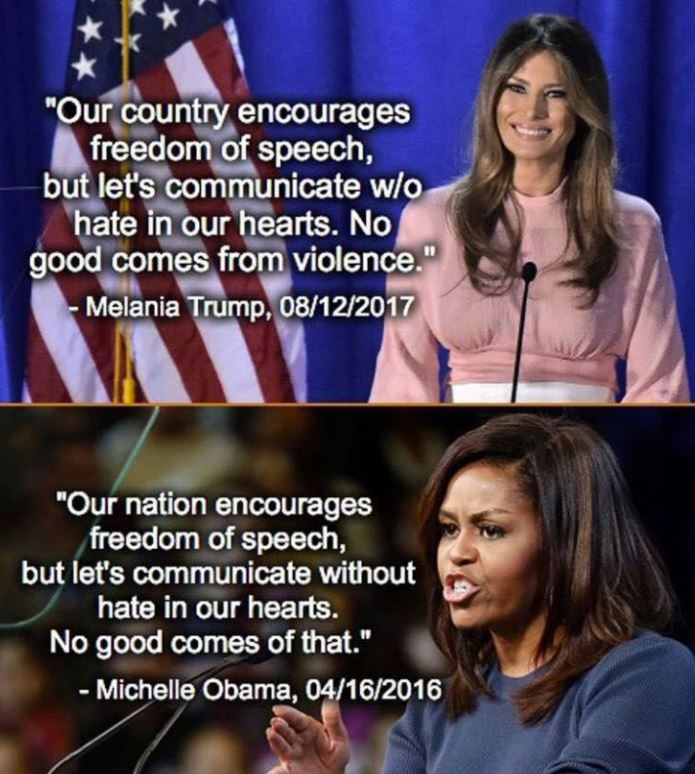 "Our country encourages
freedom of speech,
but let's communicate w/o
hate in our hearts. No
good comes from violence."
- Melania Trump, 08/12/2017
"Our nation encourages
freedom of speech,
but let's communicate without
hate in our hearts.
No good comes of that."
- Michelle Obama, 04/16/2016